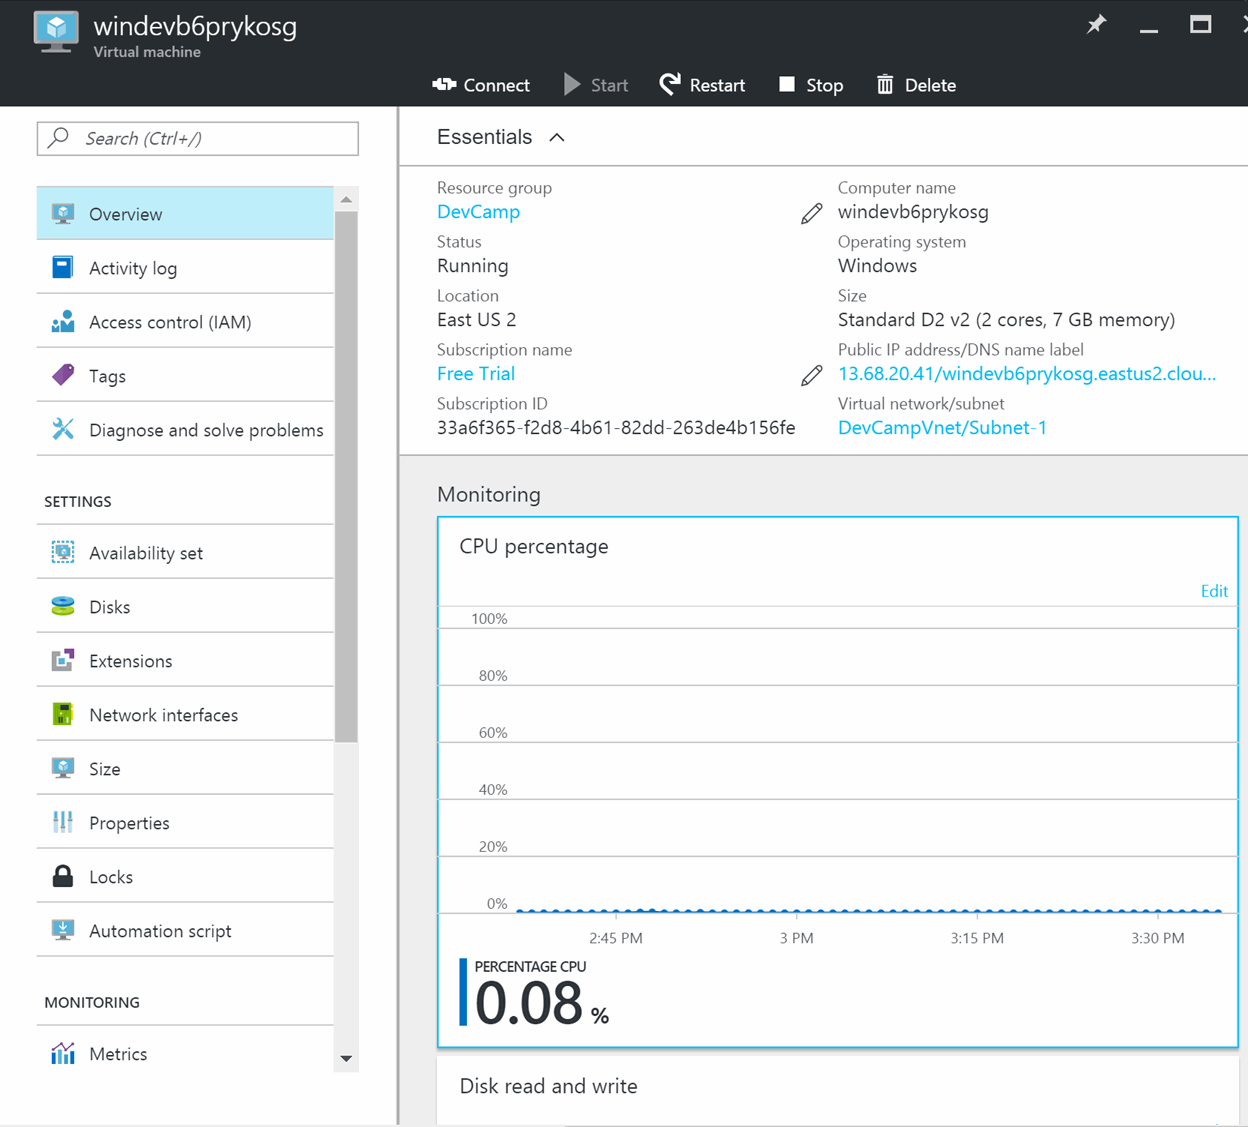 windevb6prykosg
Virtual machine
Connect Start Restart Stop Delete
Search (Ctrl+/)
Overview
Activity log
Access control (IAM)
Tags
Diagnose and solve problems
SETTINGS
Availability set
Disks
Extensions
Network interfaces
Size
Properties
Locks
Automation script
MONITORING
Metrics
Essentials
Resource group
DevCamp
Status
Running
Location
East US 2
Subscription name
Free Trial
Subscription ID
33a6f365-f2d8-4b61-82dd-263de4b156fe
Computer name
windevb6prykosg
Operating system
Windows
Size
Standard D2 v2 (2 cores, 7 GB memory)
Public IP address/DNS name label
13.68.20.41/windevb6prykosg.eastus2.clou...
Virtual network/subnet
DevCampVnet/Subnet-1
Monitoring
CPU percentage
Edit
100%
80%
60%
40%
20%
0%
2:45 PM 3 PM 3:15 PM 3:30 PM
PERCENTAGE CPU
0.08 %
Disk read and write